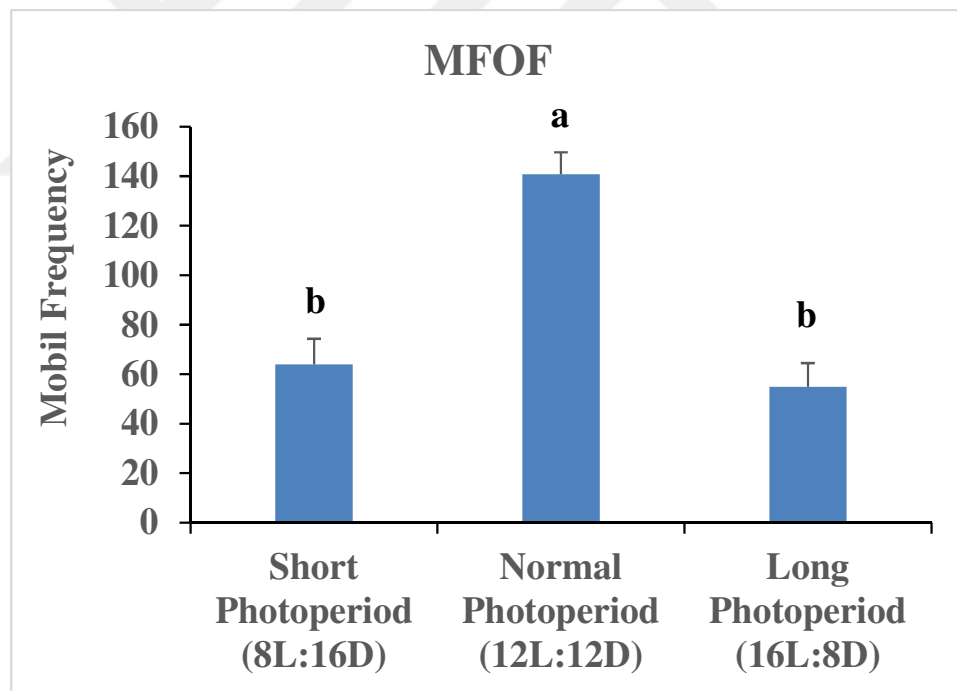 MFOF
Mobil Frequency
160
140
120
100
80
60
40
20
0
a
b
b
Short
Photoperiod
(8L:16D)
Normal
Photoperiod
(12L:12D)
Long
Photoperiod
(16L:8D)